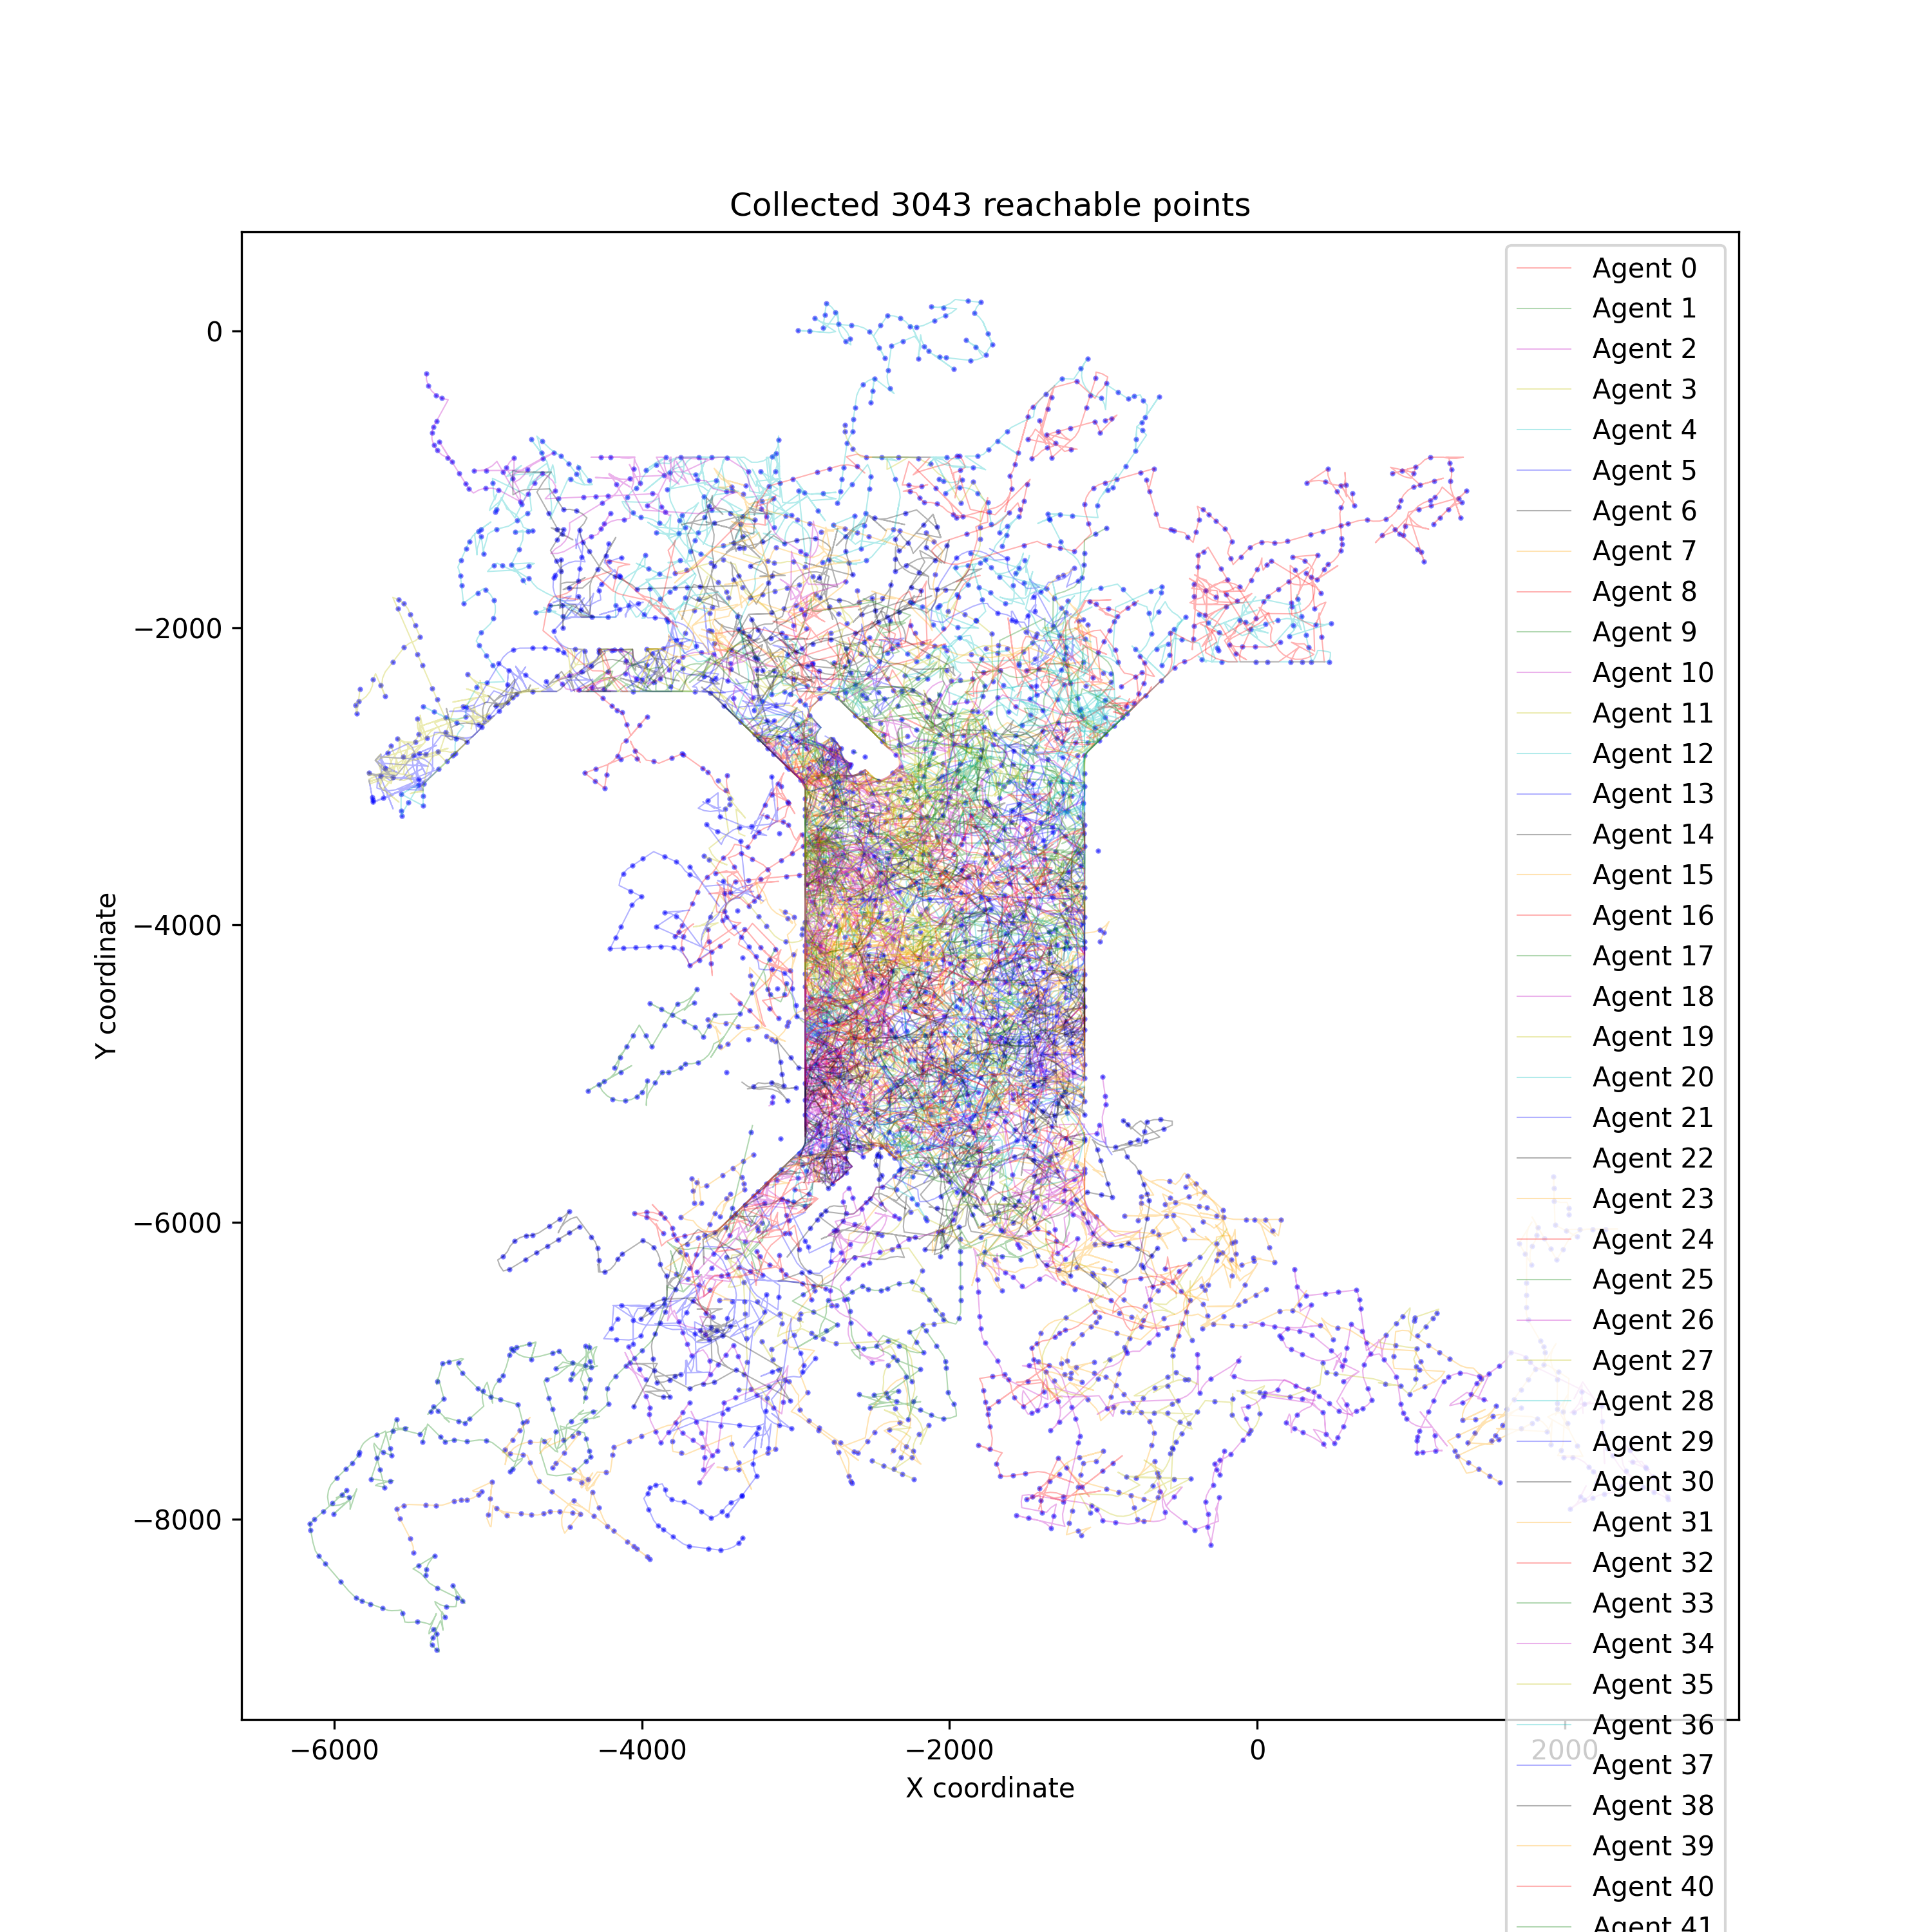 Collected 3043 reachable points
Agent 0
Agent 1
Agent 2
Agent 3
Agent 4
Agent 5
Agent 6
Agent 7
Agent 8
Agent 9
Agent 10
Agent 11
Agent 12
Agent 13
Agent 14
Agent 15
Agent 16
Agent 17
Agent 18
Agent 19
Agent 20
Agent 21
Agent 22
Agent 23
Agent 24
Agent 25
Agent 26
Agent 27
Agent 28
Agent 29
Agent 30
Agent 31
Agent 32
Agent 33
Agent 34
Agent 35
Agent 36
Agent 37
Agent 38
Agent 39
Agent 40
Agent 41
0
−2000
−4000
−6000
−8000
Y coordinate
−6000
−4000
−2000
0
2000
X coordinate